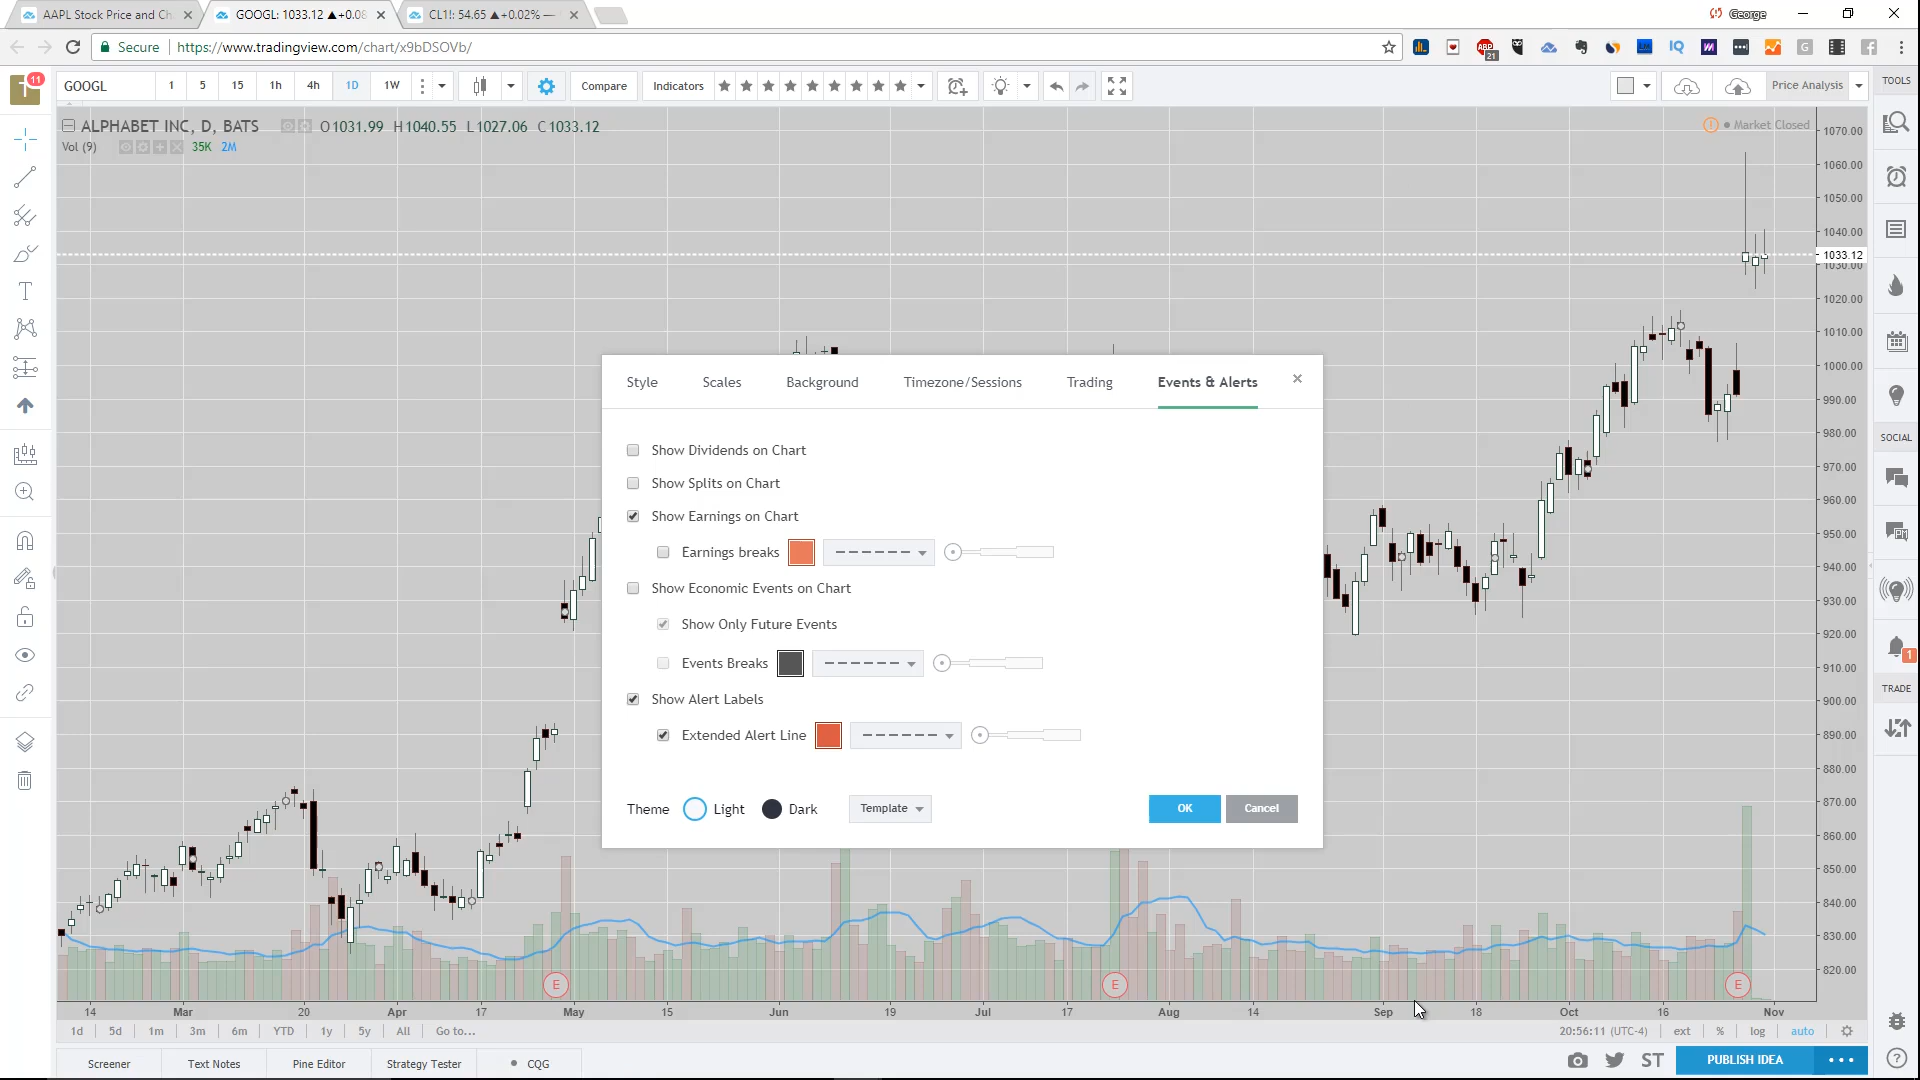 AAPL Stock Price and Ch
GOOGL: 1033.12 ▲+0.08
CL1!: 54.65 ▲+0.02% —
George
Secure https://www.tradingview.com/chart/x9bDSOVb/
ABP
21
IQ
G
11
GOOGL 1 5 15 1h 4h 1D 1W Compare Indicators Price Analysis TOOLS
ALPHABET INC, D, BATS O1031.99 H1040.55 L1027.06 C1033.12
Market Closed
Vol (9) 35K 2M
1070.00
1060.00
1050.00
1040.00
1033.12
1030.00
1020.00
1010.00
1000.00
990.00
980.00
970.00
960.00
950.00
940.00
930.00
920.00
910.00
900.00
890.00
880.00
870.00
860.00
850.00
840.00
830.00
820.00
Style Scales Background Timezone/Sessions Trading Events & Alerts
Show Dividends on Chart
Show Splits on Chart
Show Earnings on Chart
Earnings breaks
Show Economic Events on Chart
Show Only Future Events
Events Breaks
Show Alert Labels
Extended Alert Line
Theme Light Dark Template OK Cancel
SOCIAL
1
TRADE
E E E
14 Mar 20 Apr 17 May 15 Jun 19 Jul 17 Aug 14 Sep 18 Oct 16 Nov
1d 5d 1m 3m 6m YTD 1y 5y All Go to... 20:56:11 (UTC-4) ext % log auto
Screener Text Notes Pine Editor Strategy Tester CQG ST PUBLISH IDEA